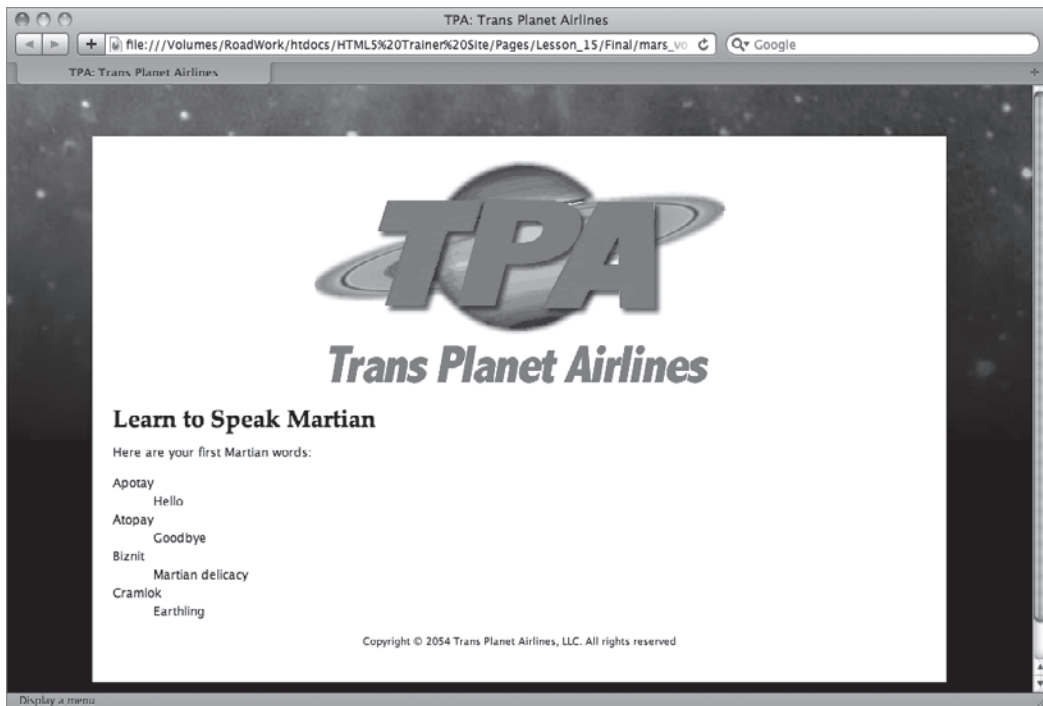 TPA: Trans Planet Airlines
file:///Volumes/RoadWork/htdocs/HTML5%20Trainer%20Site/Pages/Lesson_15/Final/mars_vo
Google
TPA: Trans Planet Airlines
TPA
Trans Planet Airlines
Learn to Speak Martian
Here are your first Martian words:
Apotay
Hello
Atopay
Goodbye
Biznit
Martian delicacy
Cramlok
Earthling
Copyright © 2054 Trans Planet Airlines, LLC. All rights reserved
Display a menu